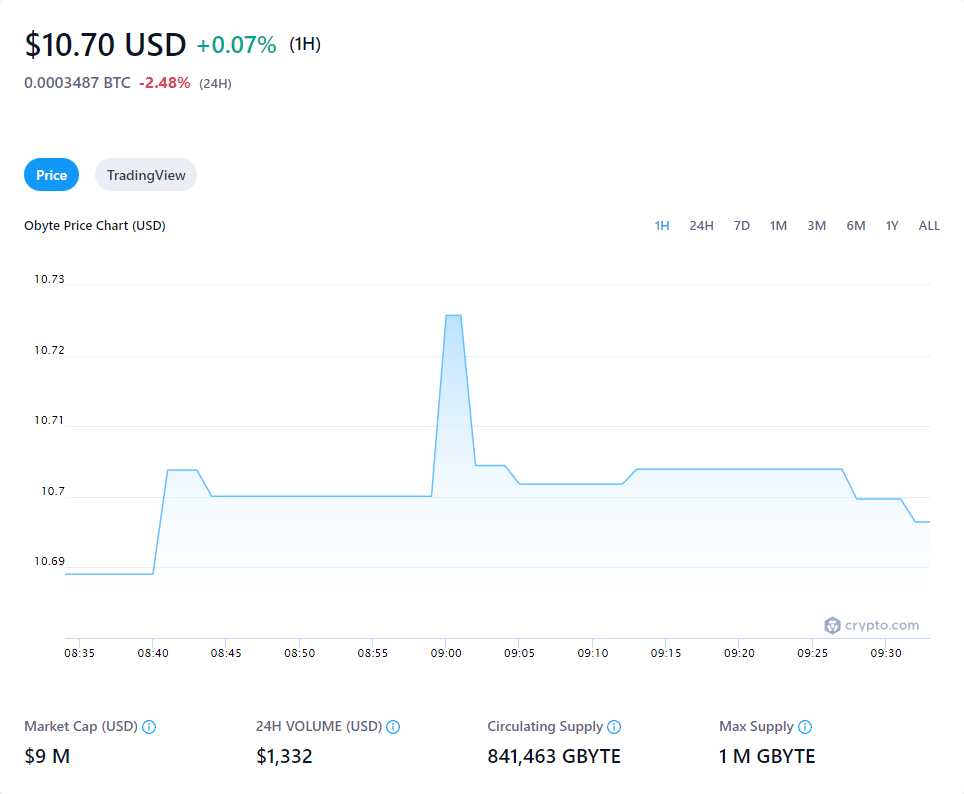 $10.70 USD +0.07% (1H)
0.0003487 BTC -2.48% (24H)
Price TradingView
Obyte Price Chart (USD) 1H 24H 7D 1M 3M 6M 1Y ALL
10.73
10.72
10.71
10.7
10.69
crypto.com
08:35 08:40 08:45 08:50 08:55 09:00 09:05 09:10 09:15 09:20 09:25 09:30
Market Cap (USD) 24H VOLUME (USD) Circulating Supply Max Supply
$9 M $1,332 841,463 GBYTE 1 M GBYTE